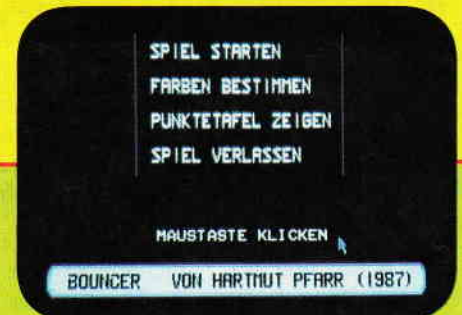 SPIEL STARTEN
FARBEN BESTIMMEN
PUNKTETAFEL ZEIGEN
SPIEL VERLASSEN
MAUSTASTE KLICKEN
BOUNCER VON HARTMUT PFARR (1987)